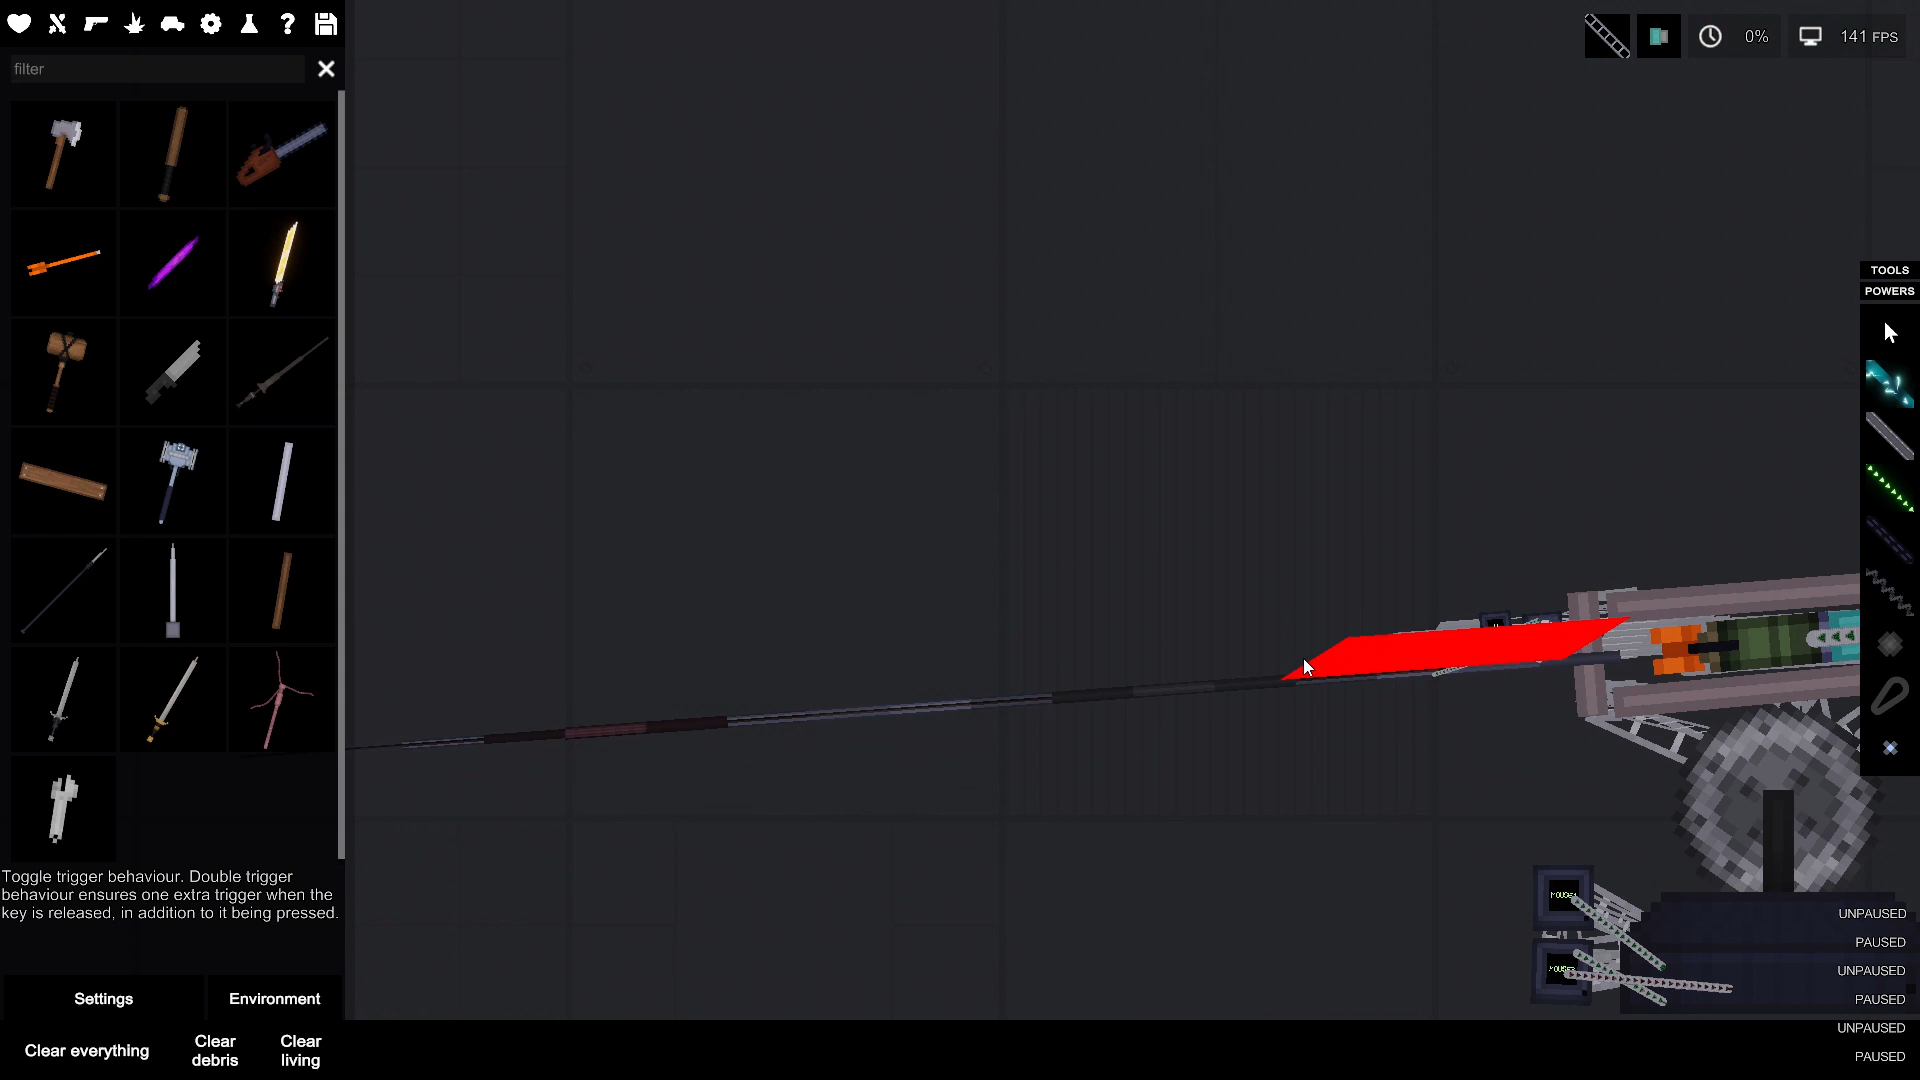 filter
0%
141 FPS
TOOLS
POWERS
Toggle trigger behaviour. Double trigger
behaviour ensures one extra trigger when the
key is released, in addition to it being pressed.
Settings
Environment
Clear everything
Clear
debris
Clear
living
UNPAUSED
PAUSED
UNPAUSED
PAUSED
UNPAUSED
PAUSED